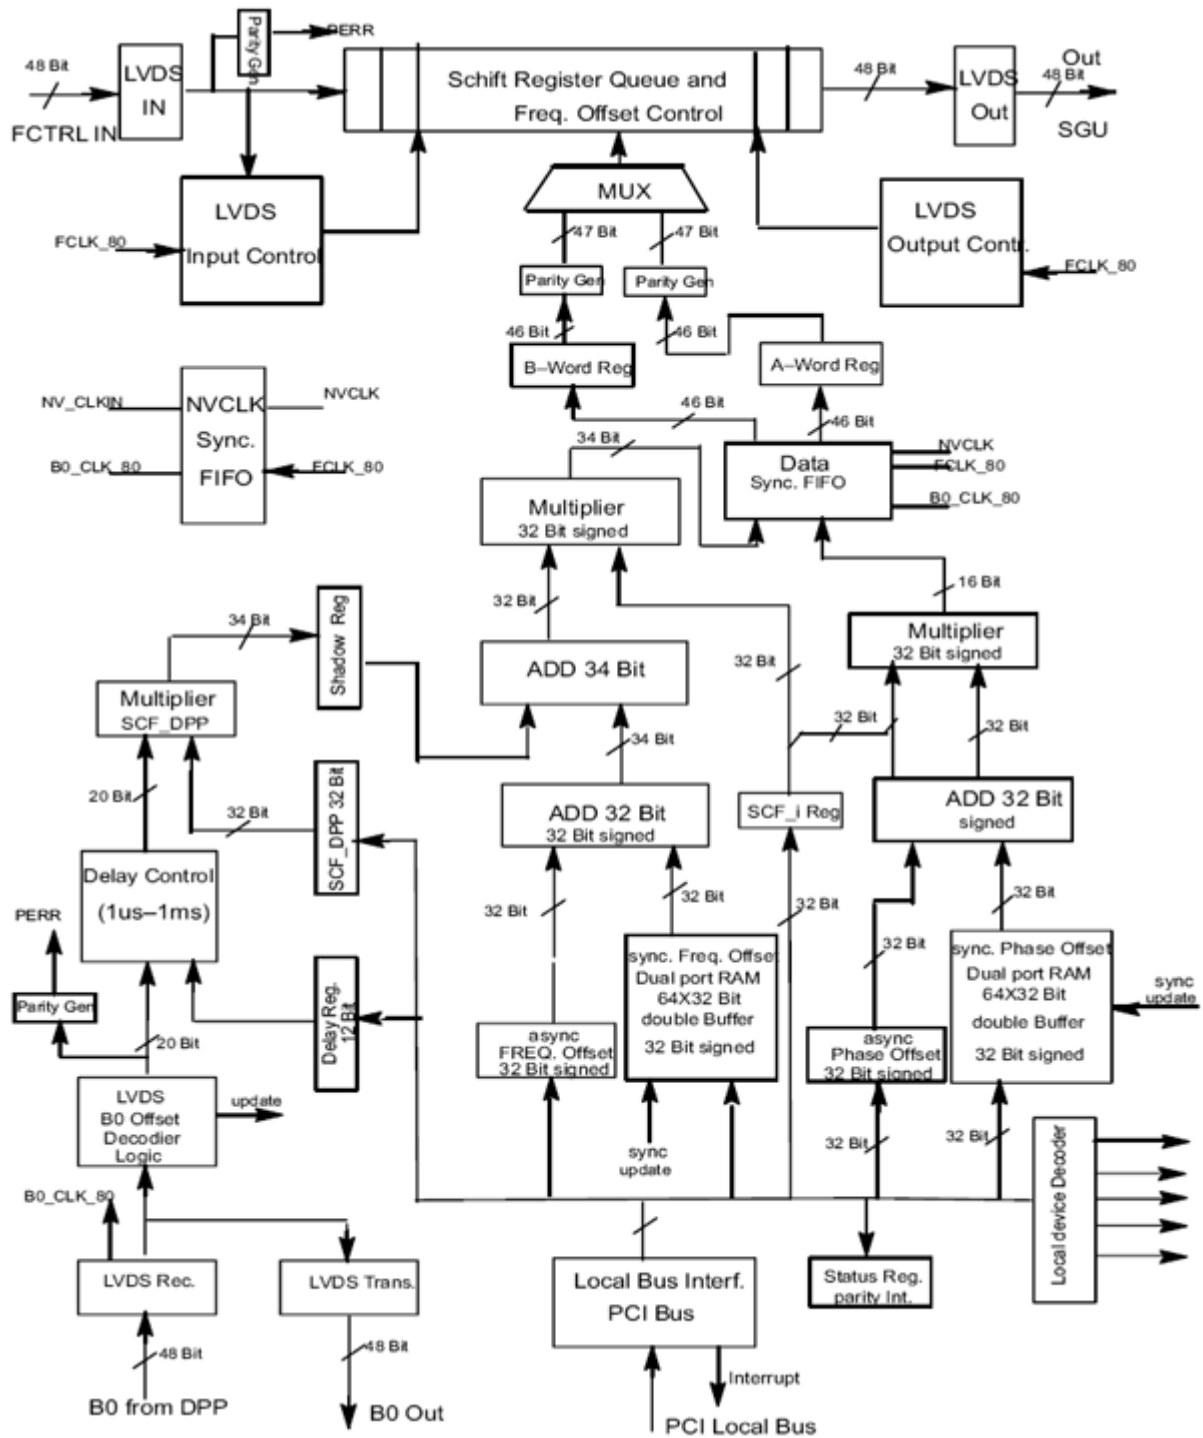 PERR
Parity Gen
48 Bit
LVDS
IN
FCTRL IN
Schift Register Queue and
Freq. Offset Control
48 Bit
LVDS
Out
Out
48 Bit
SGU
MUX
LVDS
Input Control
FCLK_80
LVDS
Output Contr.
FCLK_80
47 Bit
47 Bit
Parity Gen
Parity Gen
46 Bit
46 Bit
B–Word Reg
A–Word Reg
NV_CLKIN
NVCLK
Sync.
FIFO
NVCLK
B0_CLK_80
FCLK_80
46 Bit
46 Bit
34 Bit
Data
Sync. FIFO
NVCLK
FCLK_80
B0_CLK_80
Multiplier
32 Bit signed
16 Bit
32 Bit
34 Bit
Shadow Reg
Multiplier
32 Bit signed
ADD 34 Bit
32 Bit
Multiplier
SCF_DPP
32 Bit
32 Bit
34 Bit
20 Bit
32 Bit
SCF_DPP 32 Bit
ADD 32 Bit
32 Bit signed
SCF_i Reg
ADD 32 Bit
signed
Delay Control
(1us–1ms)
PERR
32 Bit
32 Bit
32 Bit
32 Bit
32 Bit
Parity Gen
20 Bit
Delay Reg.
12 Bit
sync. Freq. Offset
Dual port RAM
64X32 Bit
double Buffer
32 Bit signed
async
FREQ. Offset
32 Bit signed
async
Phase Offset
32 Bit signed
sync. Phase Offset
Dual port RAM
64X32 Bit
double Buffer
32 Bit signed
sync
update
LVDS
B0 Offset
Decodier
Logic
update
sync
update
32 Bit
32 Bit
B0_CLK_80
Local device Decoder
LVDS Rec.
LVDS Trans.
Local Bus Interf.
PCI Bus
Status Reg.
parity Int.
48 Bit
48 Bit
Interrupt
B0 from DPP
B0 Out
PCI Local Bus